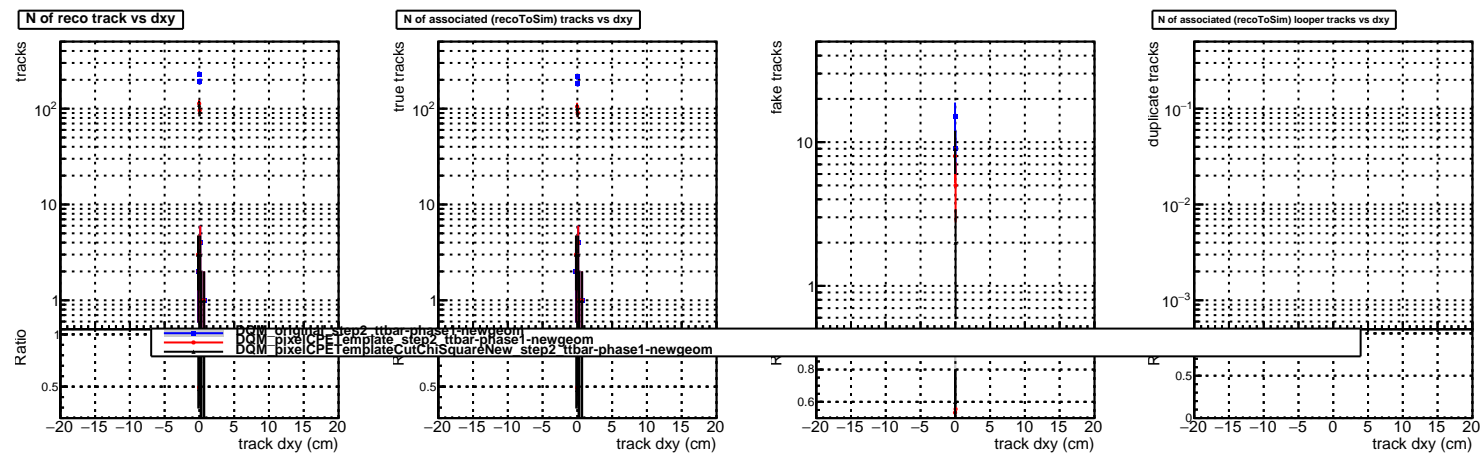 N of reco track vs dxy
tracks
10²
10
1
Ratio
1
0.5
−20 −15 −10 −5 0 5 10 15 20
track dxy (cm)
N of associated (recoToSim) tracks vs dxy
true tracks
10²
10
1
0.5
−20 −15 −10 −5 0 5 10 15 20
track dxy (cm)
fake tracks
10
1
0.8
0.6
−20 −15 −10 −5 0 5 10 15 20
track dxy (cm)
N of associated (recoToSim) looper tracks vs dxy
duplicate tracks
10⁻¹
10⁻²
10⁻³
0.5
0
−20 −15 −10 −5 0 5 10 15 20
track dxy (cm)
DQM_original_step2_ttbar-phase1-newgeom
DQM_pixelCPETemplate_step2_ttbar-phase1-newgeom
DQM_pixelCPETemplateCutChiSquareNew_step2_ttbar-phase1-newgeom